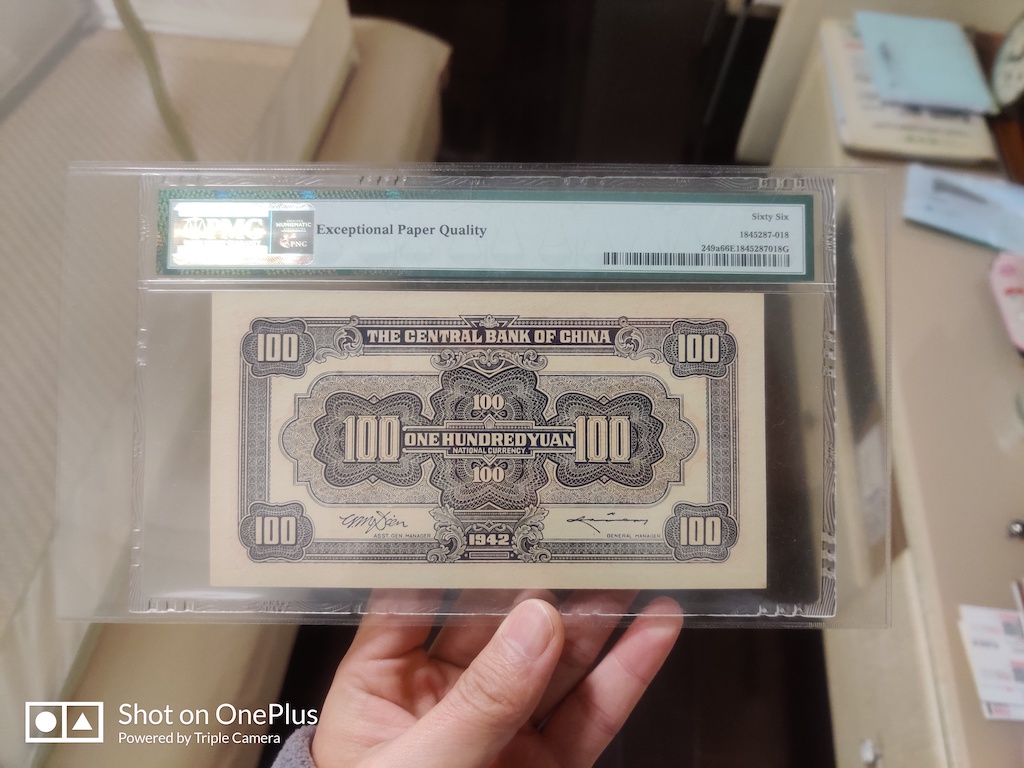 PMG
NUMISMATIC
PNG
Exceptional Paper Quality
Sixty Six
1845287-018
249a66E1845287018G
THE CENTRAL BANK OF CHINA
100
100
100
100
ONE HUNDRED YUAN
100
NATIONAL CURRENCY.
100
100
100
ASST. GEN. MANAGER
1942
GENERAL MANAGER
Shot on OnePlus
Powered by Triple Camera